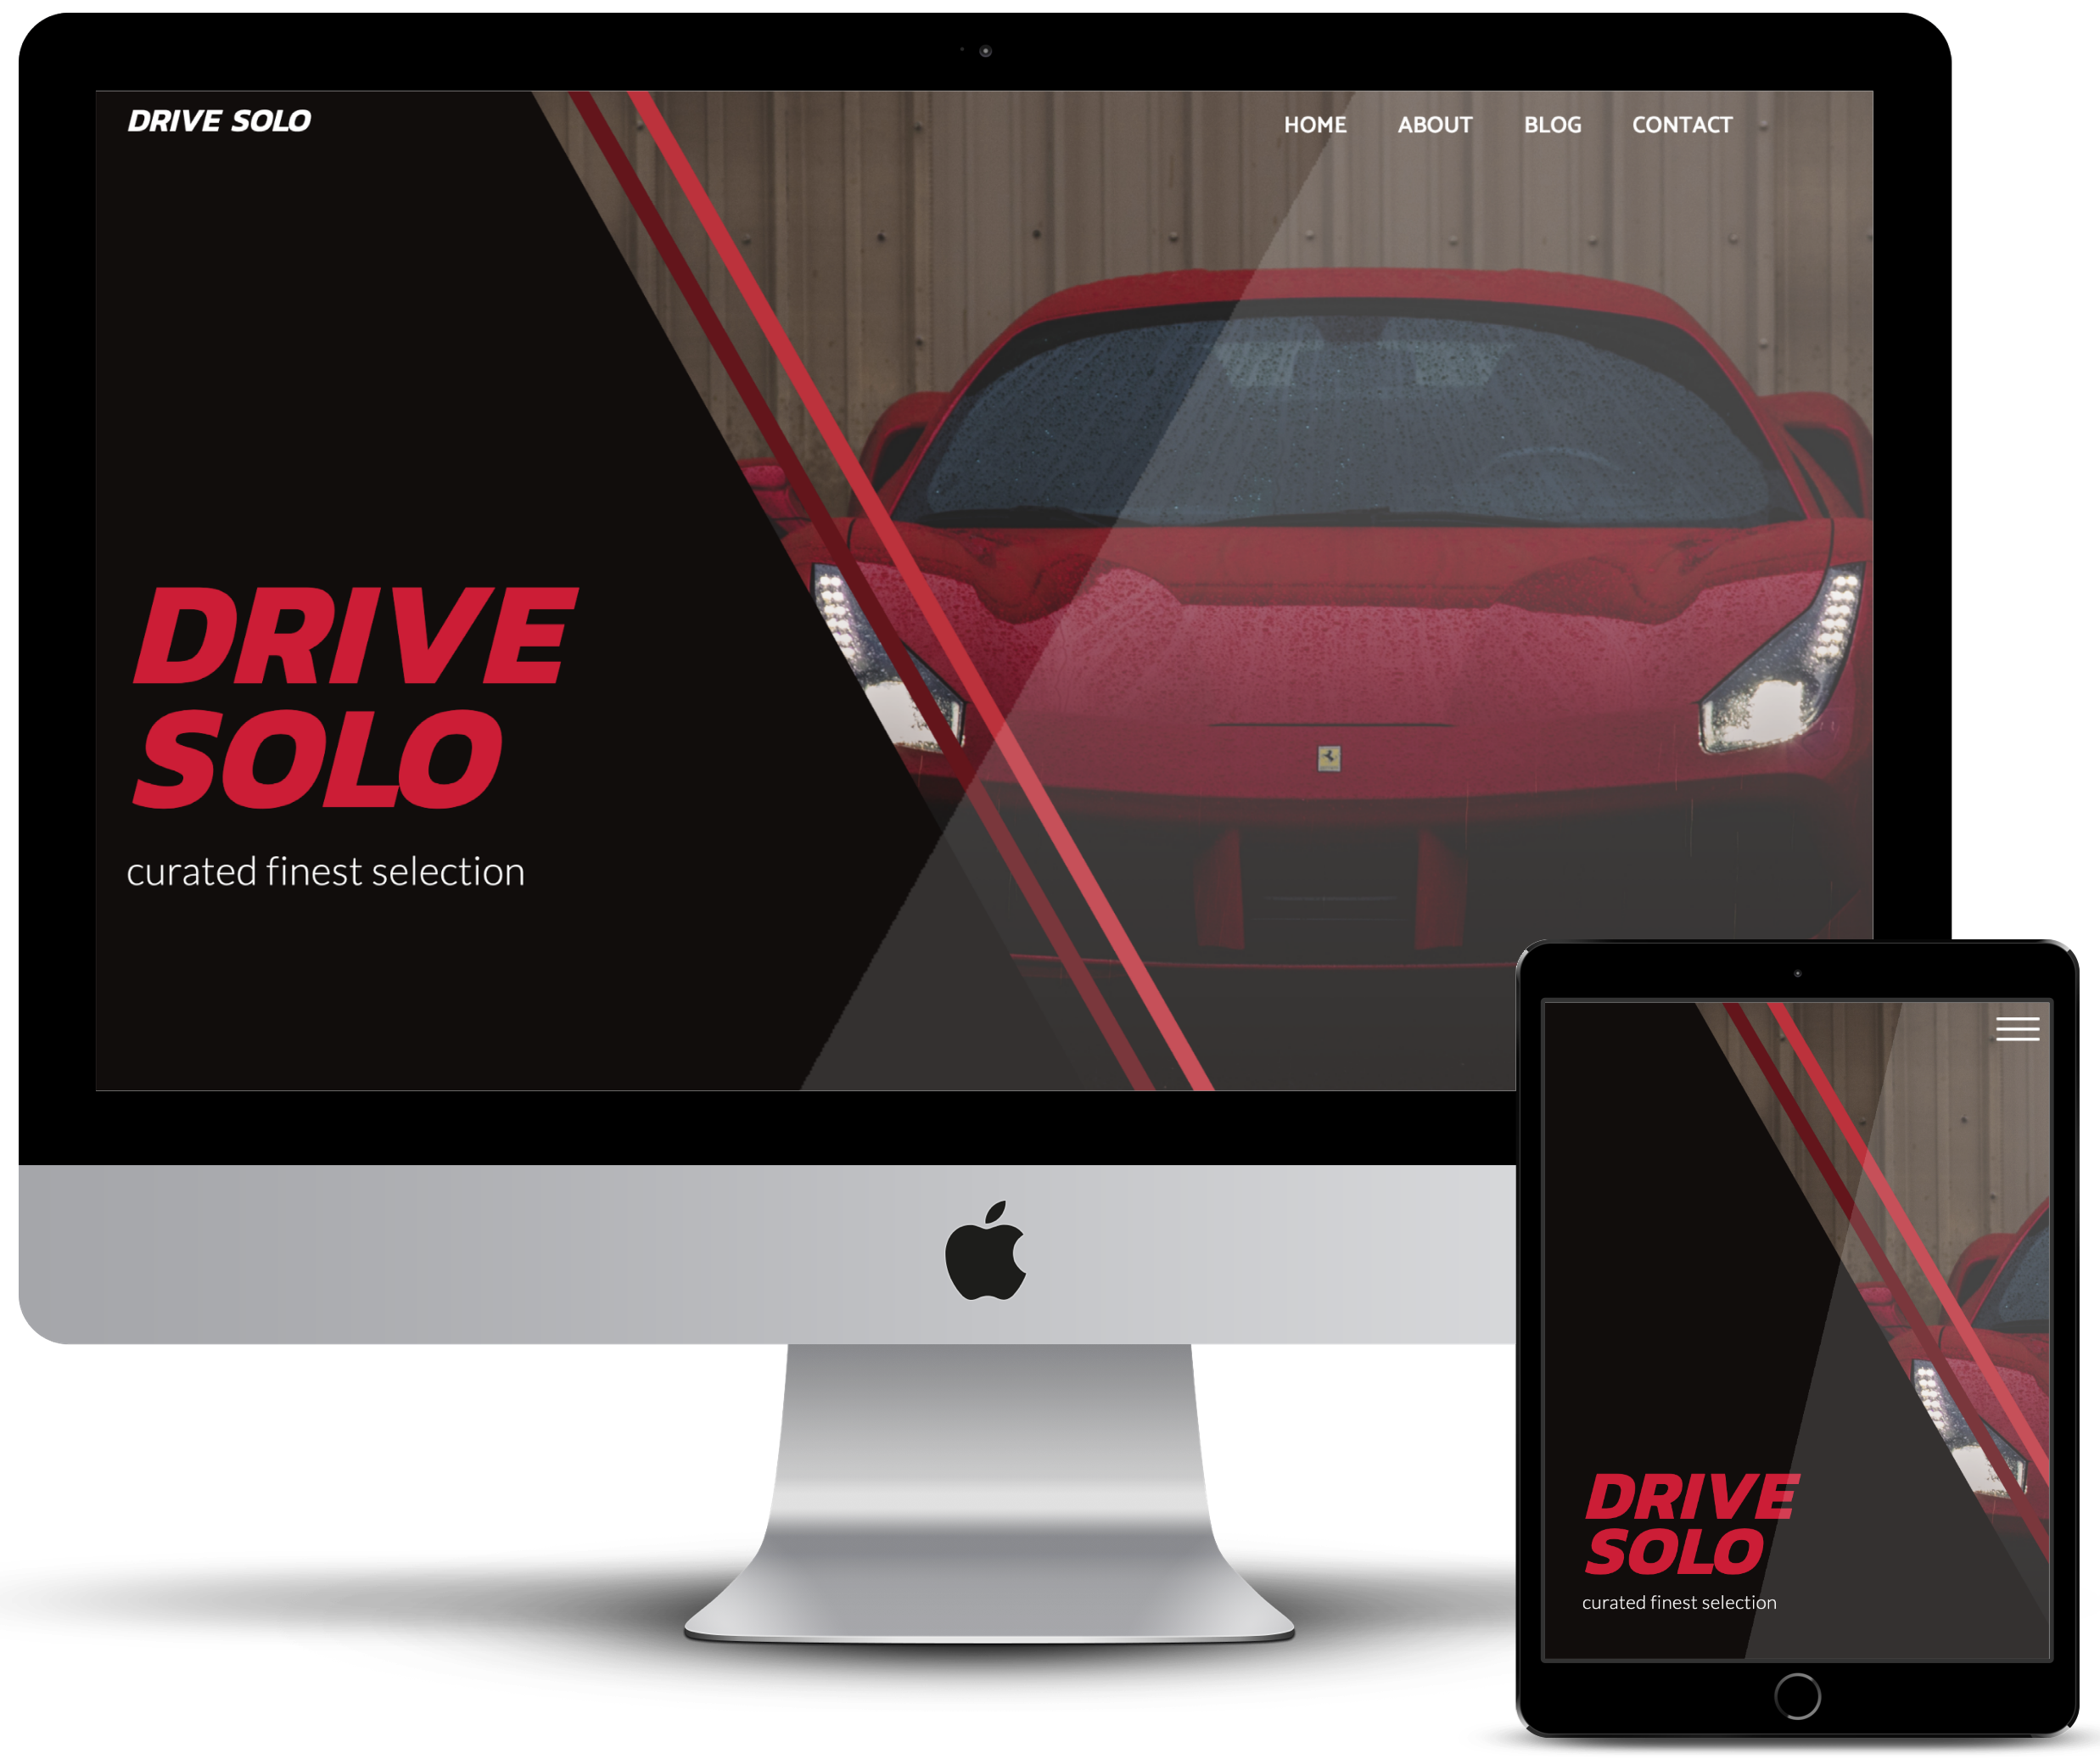 DRIVE SOLO
HOME ABOUT BLOG CONTACT
DRIVE
SOLO
curated finest selection
DRIVE
SOLO
curated finest selection